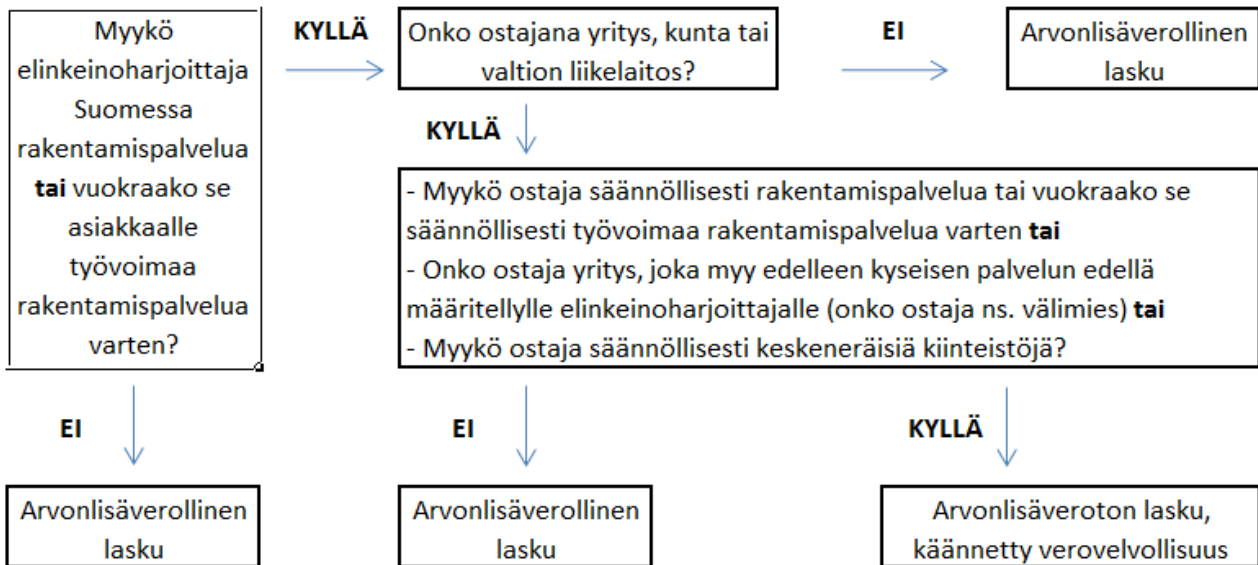 Myykö
elinkeinoharjoittaja
Suomessa
rakentamispalvelua
tai vuokraako se
asiakkaalle
työvoimaa
rakentamispalvelua
varten?
KYLLÄ
Onko ostajana yritys, kunta tai
valtion liikelaitos?
EI
Arvonlisäverollinen
lasku
KYLLÄ
- Myykö ostaja säännöllisesti rakentamispalvelua tai vuokraako se
säännöllisesti työvoimaa rakentamispalvelua varten tai
- Onko ostaja yritys, joka myy edelleen kyseisen palvelun edellä
määritellylle elinkeinoharjoittajalle (onko ostaja ns. välimies) tai
- Myykö ostaja säännöllisesti keskeneräisiä kiinteistöjä?
EI
Arvonlisäverollinen
lasku
EI
Arvonlisäverollinen
lasku
KYLLÄ
Arvonlisäveroton lasku,
käännetty verovelvollisuus